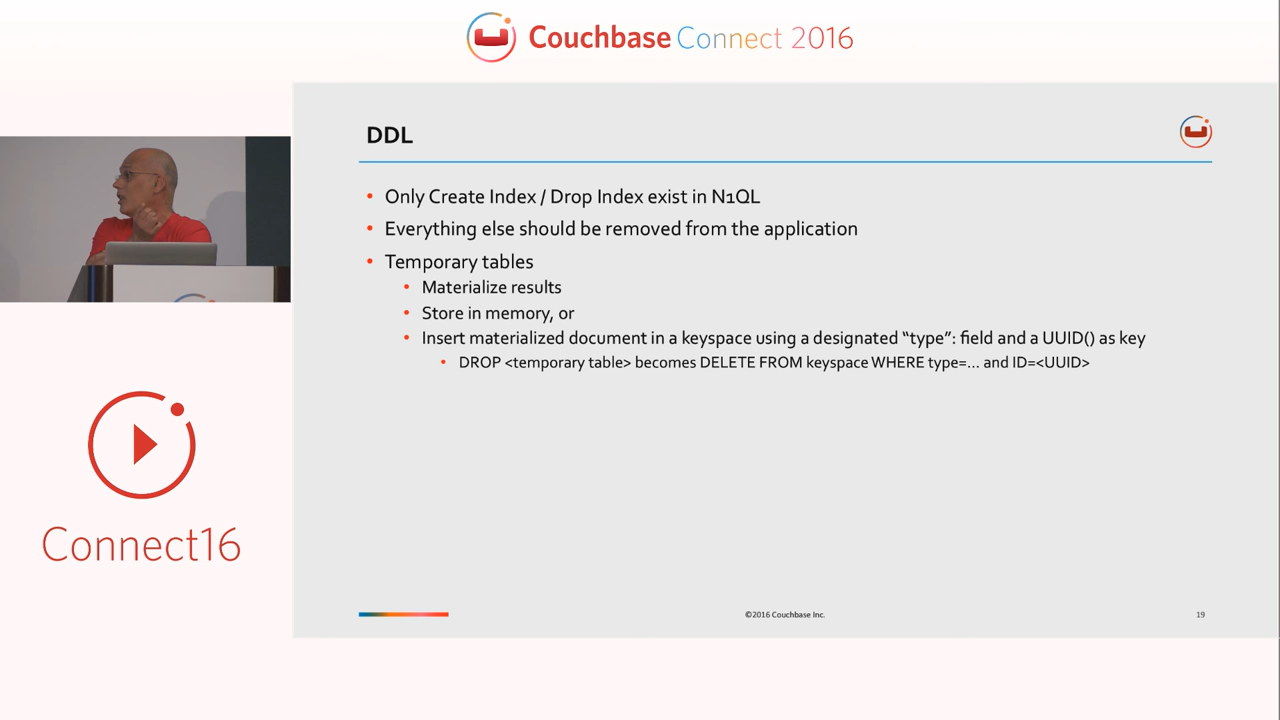 Couchbase Connect 2016
DDL
Only Create Index / Drop Index exist in N1QL
Everything else should be removed from the application
Temporary tables
Materialize results
Store in memory, or
Insert materialized document in a keyspace using a designated “type”: field and a UUID() as key
DROP <temporary table> becomes DELETE FROM keyspace WHERE type=... and ID=<UUID>
Connect16
©2016 Couchbase Inc.
19